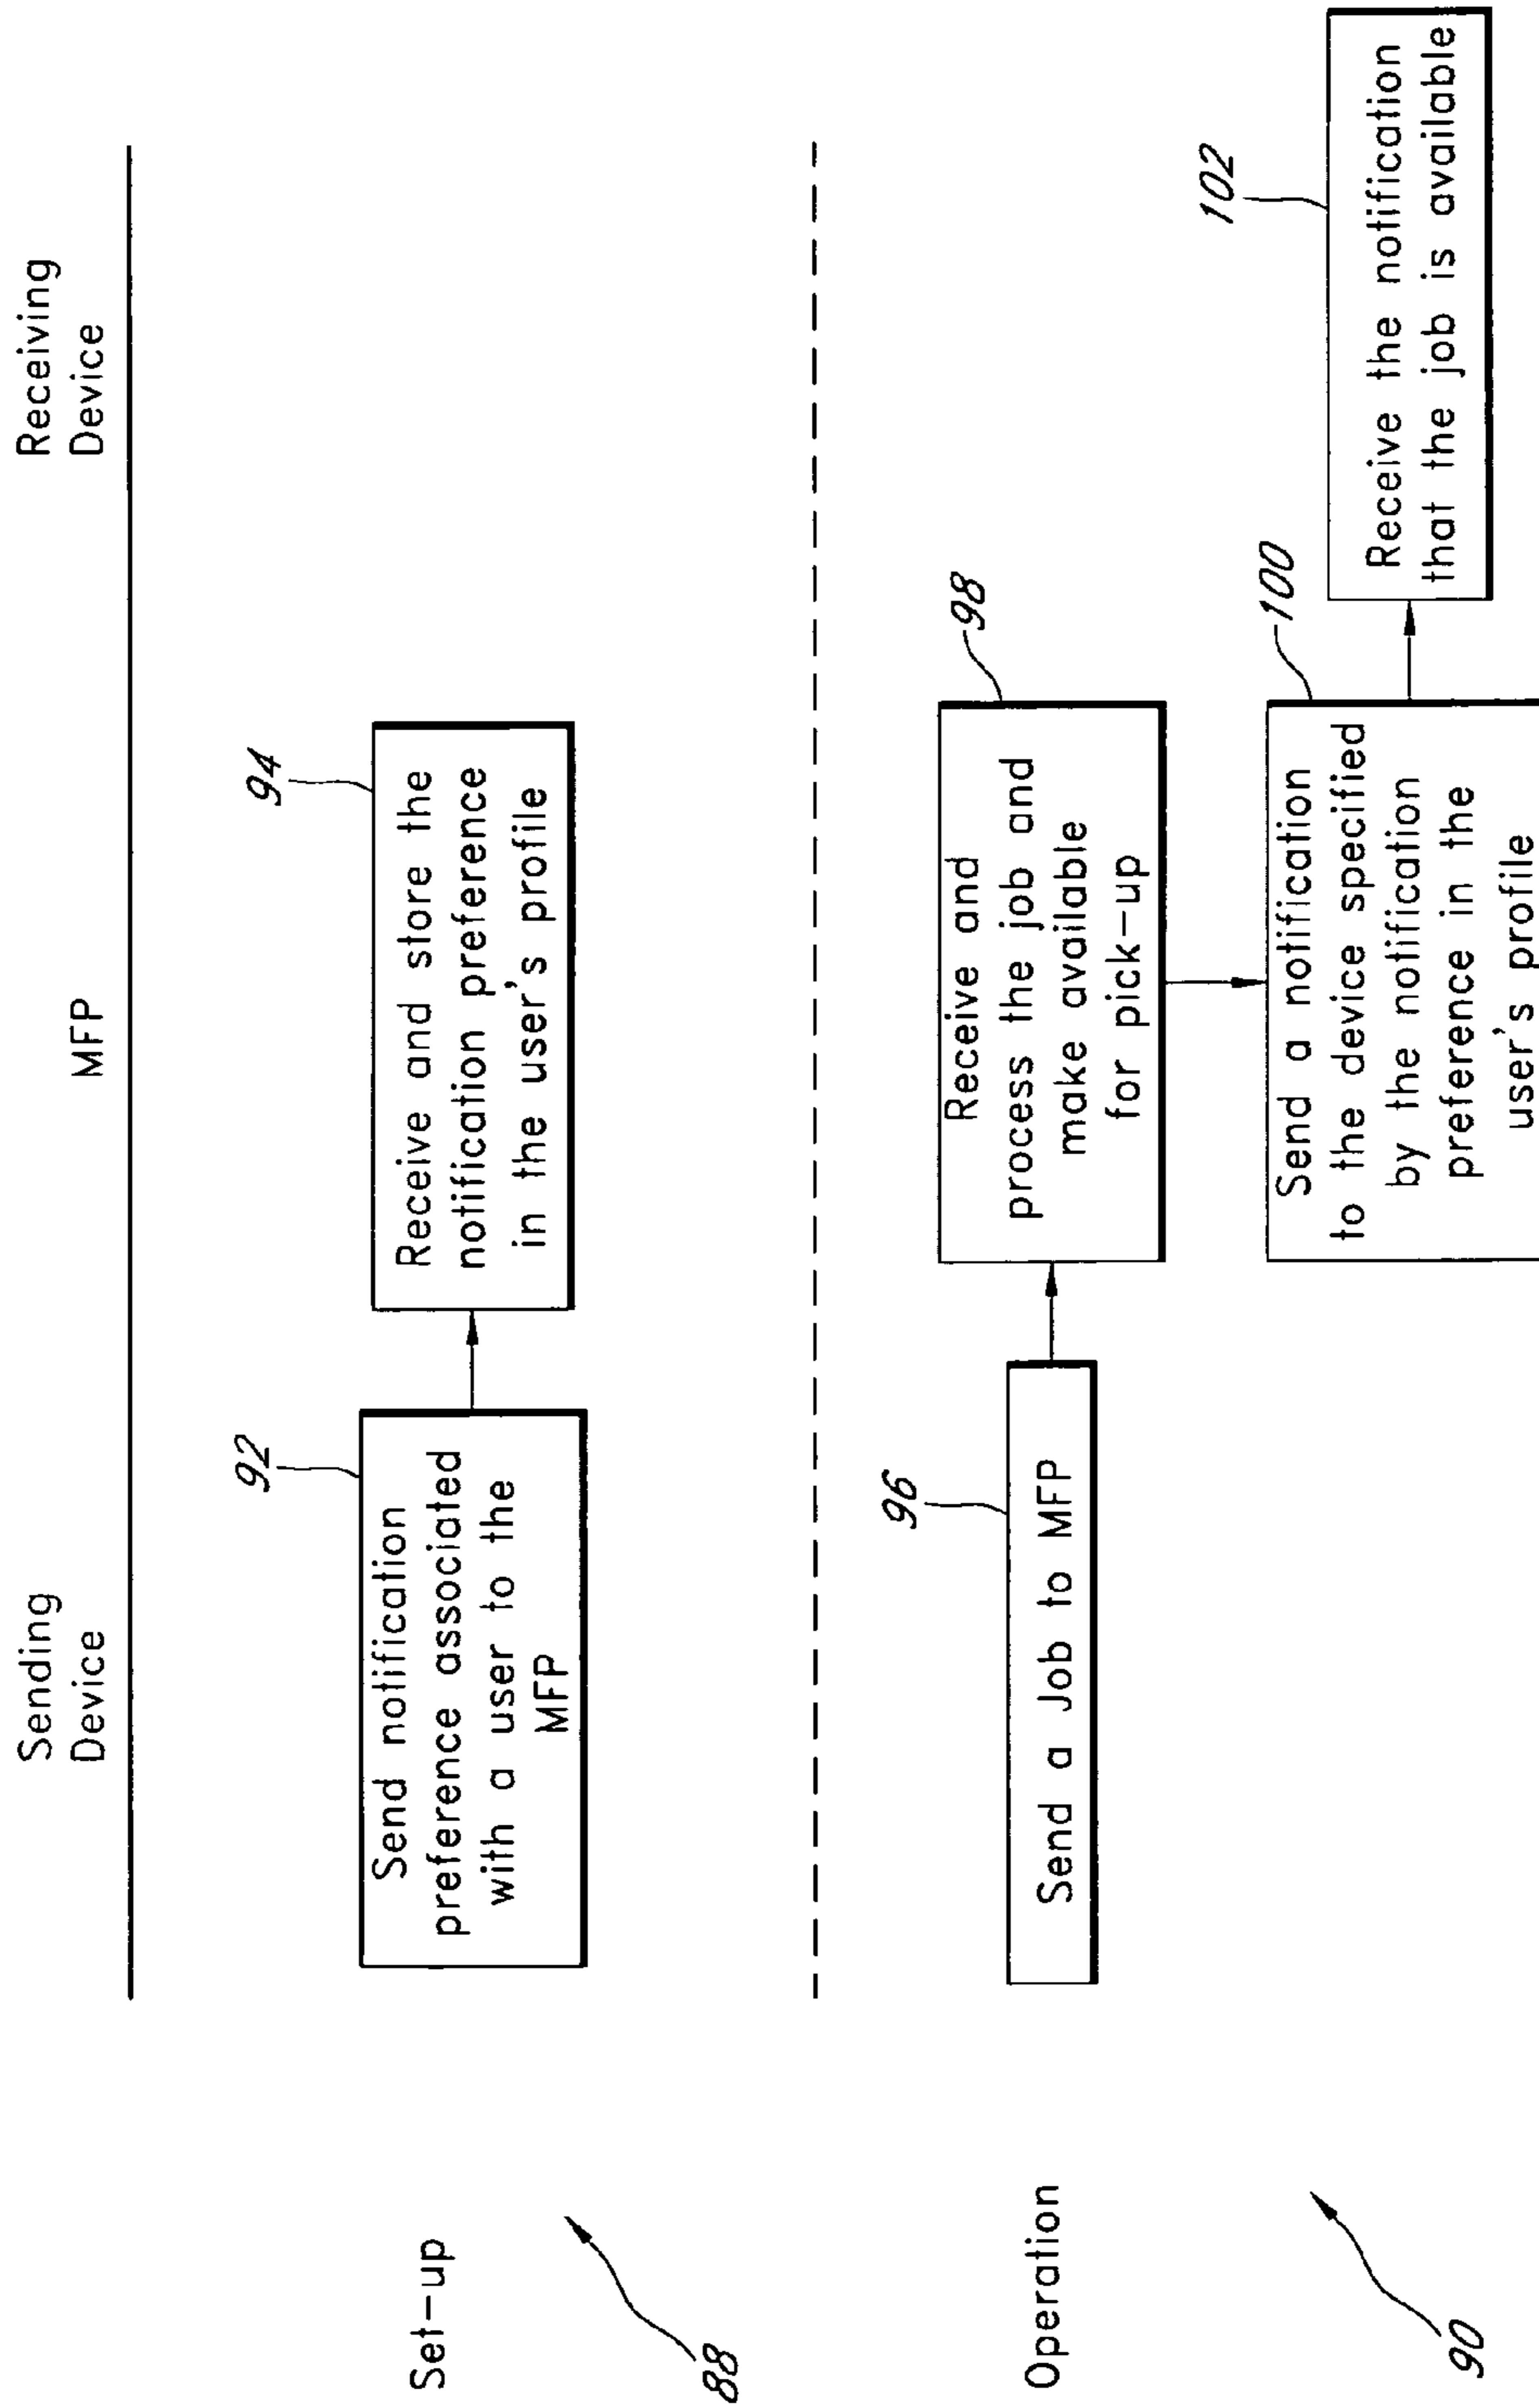 Sending
Device
MFP
Receiving
Device
Set-up
88
92
Send notification
preference associated
with a user to the
MFP
94
Receive and store the
notification preference
in the user's profile
Operation
90
96
Send a Job to MFP
98
Receive and
process the job and
make available
for pick-up
100
Send a notification
to the device specified
by the notification
preference in the
user's profile
102
Receive the notification
that the job is available